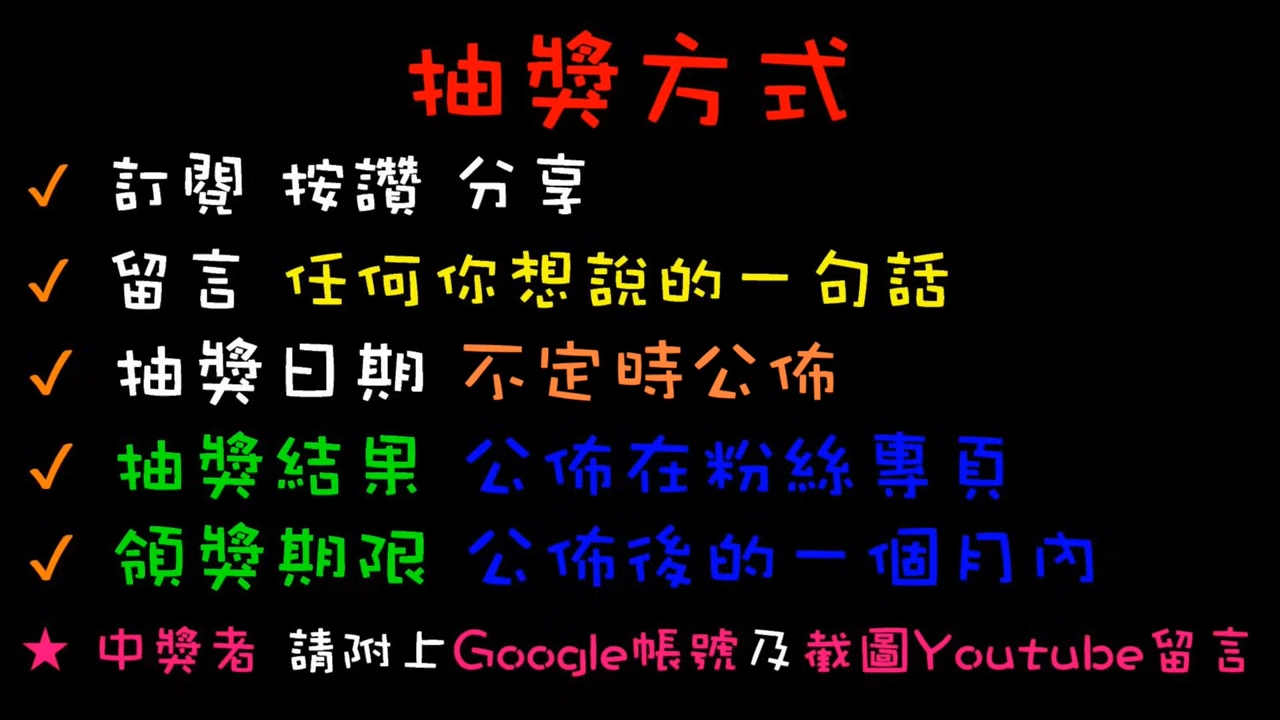 抽獎方式
✓ 訂閱 按讚 分享
✓ 留言 任何你想說的一句話
✓ 抽獎日期 不定時公佈
✓ 抽獎結果 公佈在粉絲專頁
✓ 領獎期限 公佈後的一個月內
★ 中獎者 請附上Google帳號及截圖Youtube留言